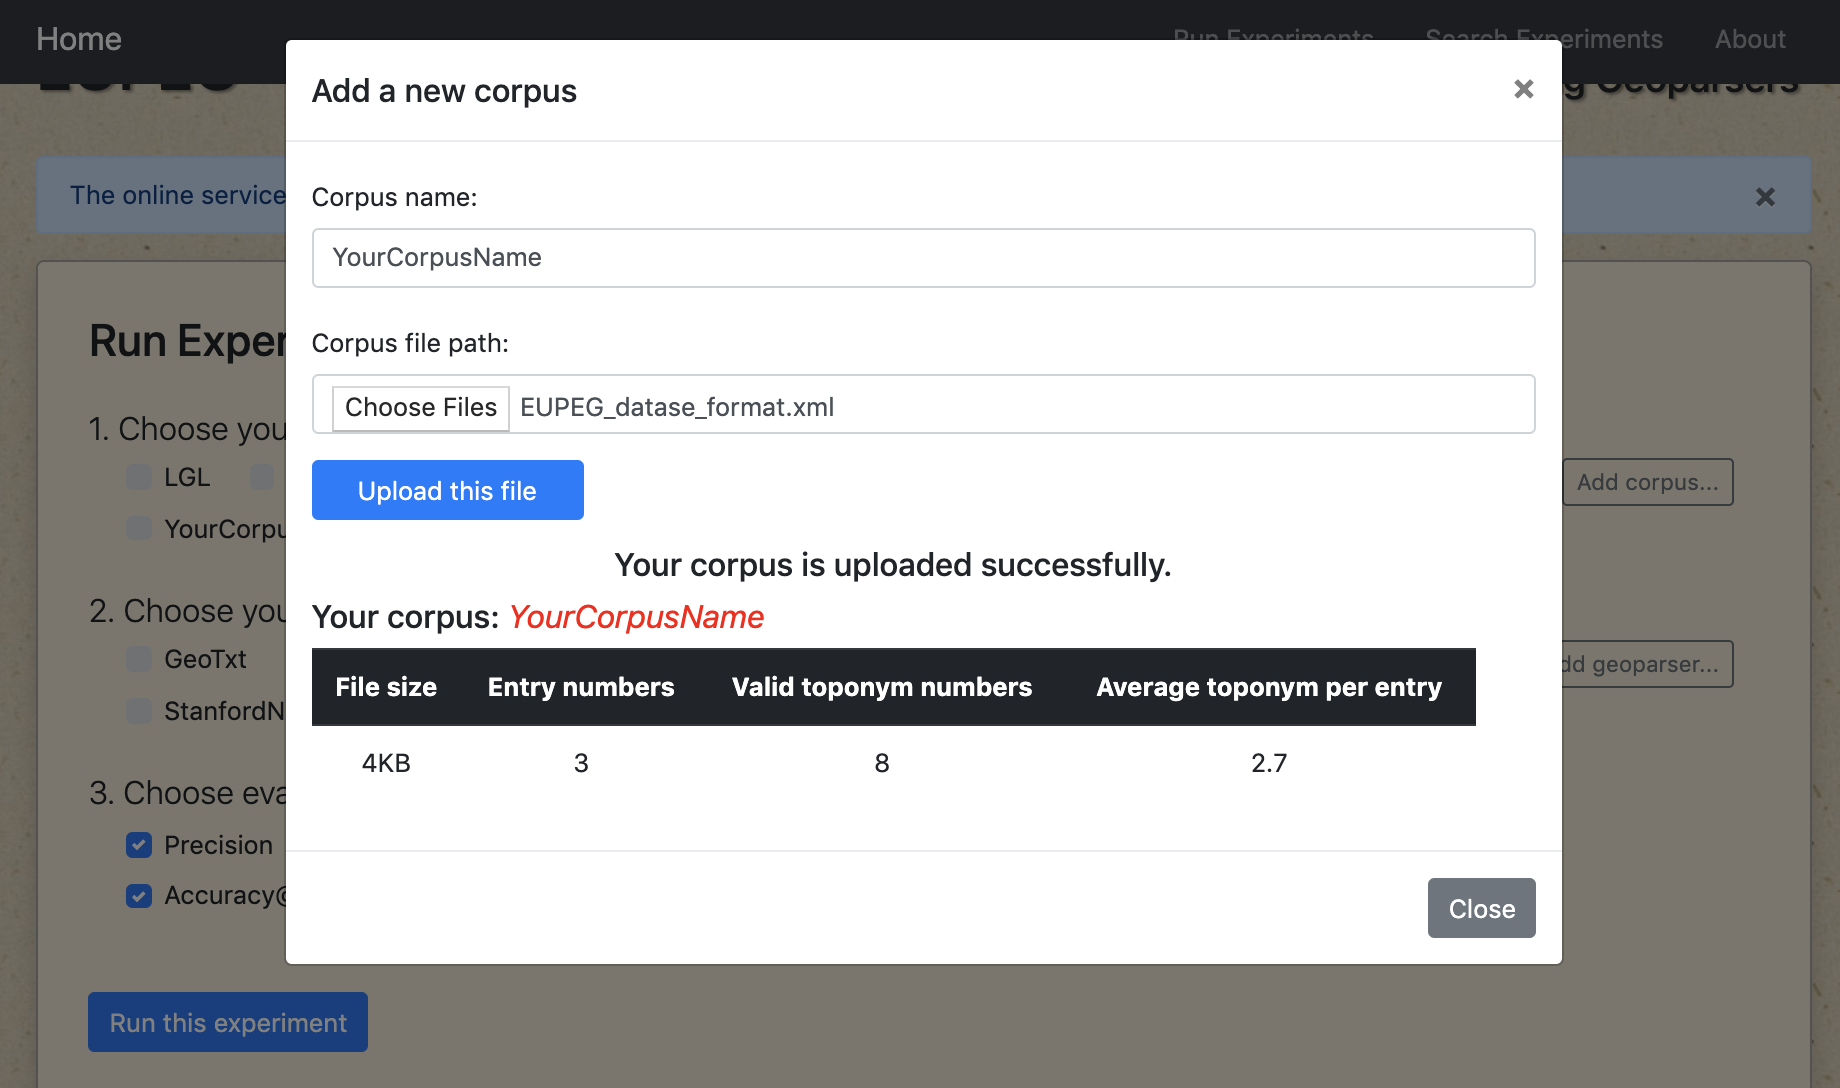 Home
Run Experiments Search Experiments About
Geoparsers
Add a new corpus
×
The online service
×
Corpus name:
YourCorpusName
Corpus file path:
Choose Files EUPEG_datase_format.xml
Upload this file
Your corpus is uploaded successfully.
Your corpus: YourCorpusName
File size Entry numbers Valid toponym numbers Average toponym per entry
4KB 3 8 2.7
Close
Run Exper
1. Choose you
LGL
YourCorpu
Add corpus...
2. Choose you
GeoTxt
StanfordN
dd geoparser...
3. Choose eva
Precision
Accuracy@
Run this experiment